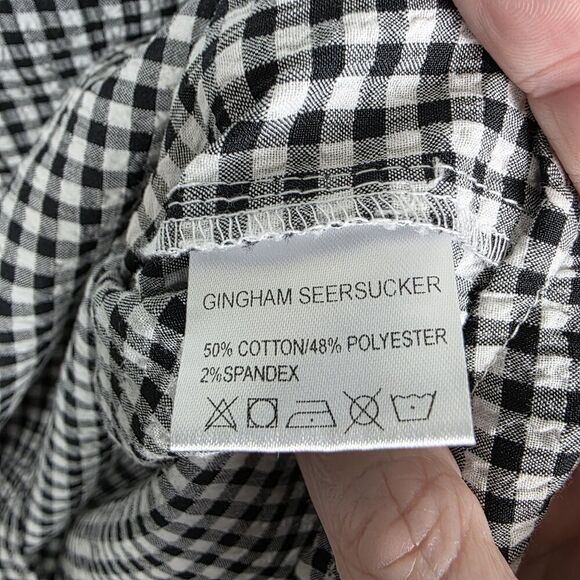 GINGHAM SEERSUCKER
50% COTTON/48% POLYESTER
2%SPANDEX